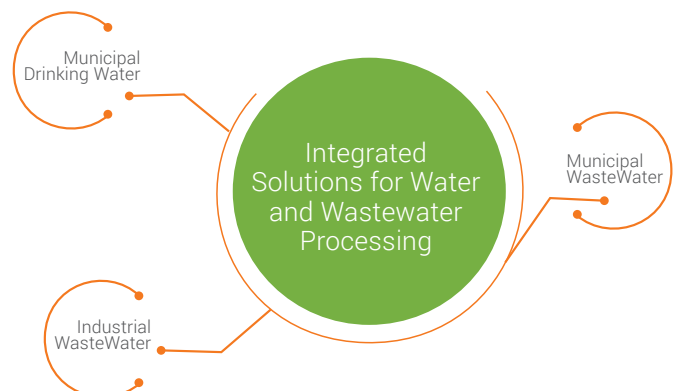 Municipal
Drinking Water
Integrated
Solutions for Water
and Wastewater
Processing
Municipal
WasteWater
Industrial
WasteWater